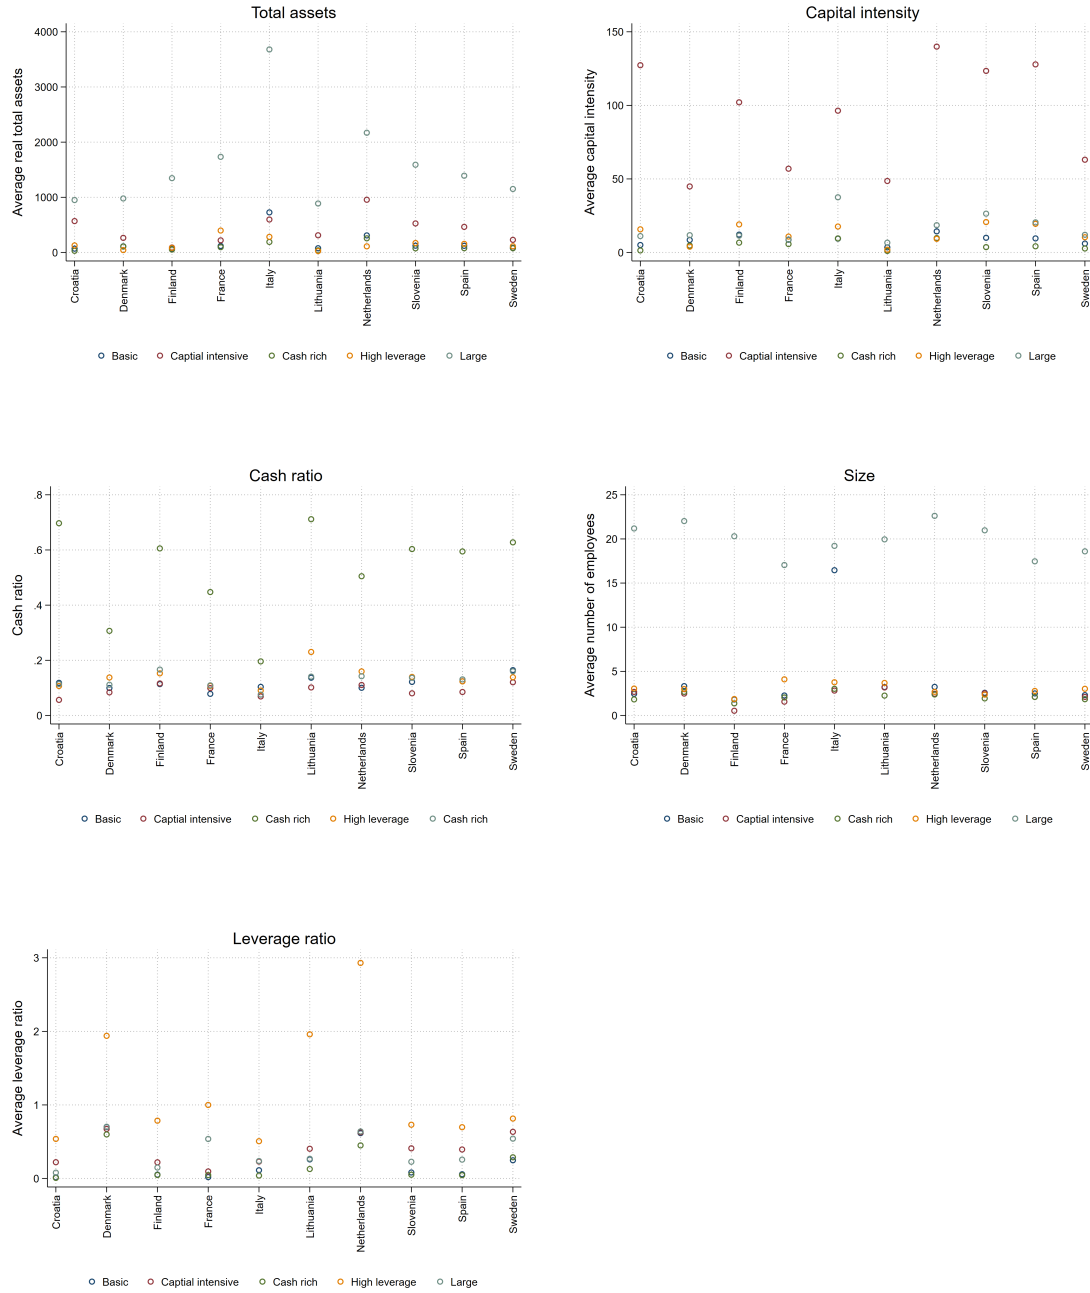 Total assets
Average real total assets
4000
3000
2000
1000
0
Croatia
Denmark
Finland
France
Italy
Lithuania
Netherlands
Slovenia
Spain
Sweden
Basic Captial intensive Cash rich High leverage Large
Capital intensity
Average capital intensity
150
100
50
0
Croatia
Denmark
Finland
France
Italy
Lithuania
Netherlands
Slovenia
Spain
Sweden
Basic Captial intensive Cash rich High leverage Large
Cash ratio
Cash ratio
.8
.6
.4
.2
0
Croatia
Denmark
Finland
France
Italy
Lithuania
Netherlands
Slovenia
Spain
Sweden
Basic Captial intensive Cash rich High leverage Cash rich
Size
Average number of employees
25
20
15
10
5
0
Croatia
Denmark
Finland
France
Italy
Lithuania
Netherlands
Slovenia
Spain
Sweden
Basic Captial intensive Cash rich High leverage Large
Leverage ratio
Average leverage ratio
3
2
1
0
Croatia
Denmark
Finland
France
Italy
Lithuania
Netherlands
Slovenia
Spain
Sweden
Basic Captial intensive Cash rich High leverage Large